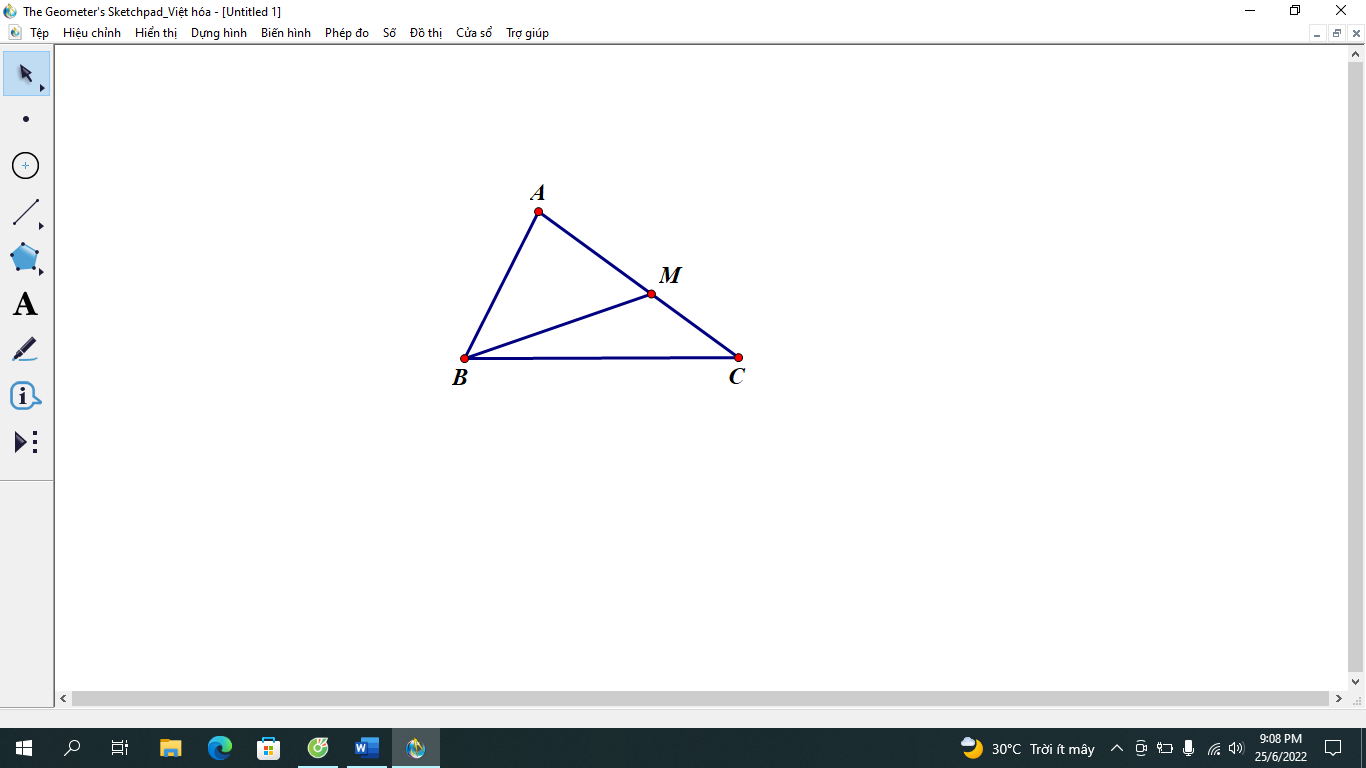 The Geometer's Sketchpad_Việt hóa - [Untitled 1]
Tệp Hiệu chỉnh Hiển thị Dựng hình Biến hình Phép đo Số Đồ thị Cửa sổ Trợ giúp
A
A
M
B
C
30°C Trời ít mây
9:08 PM
25/6/2022